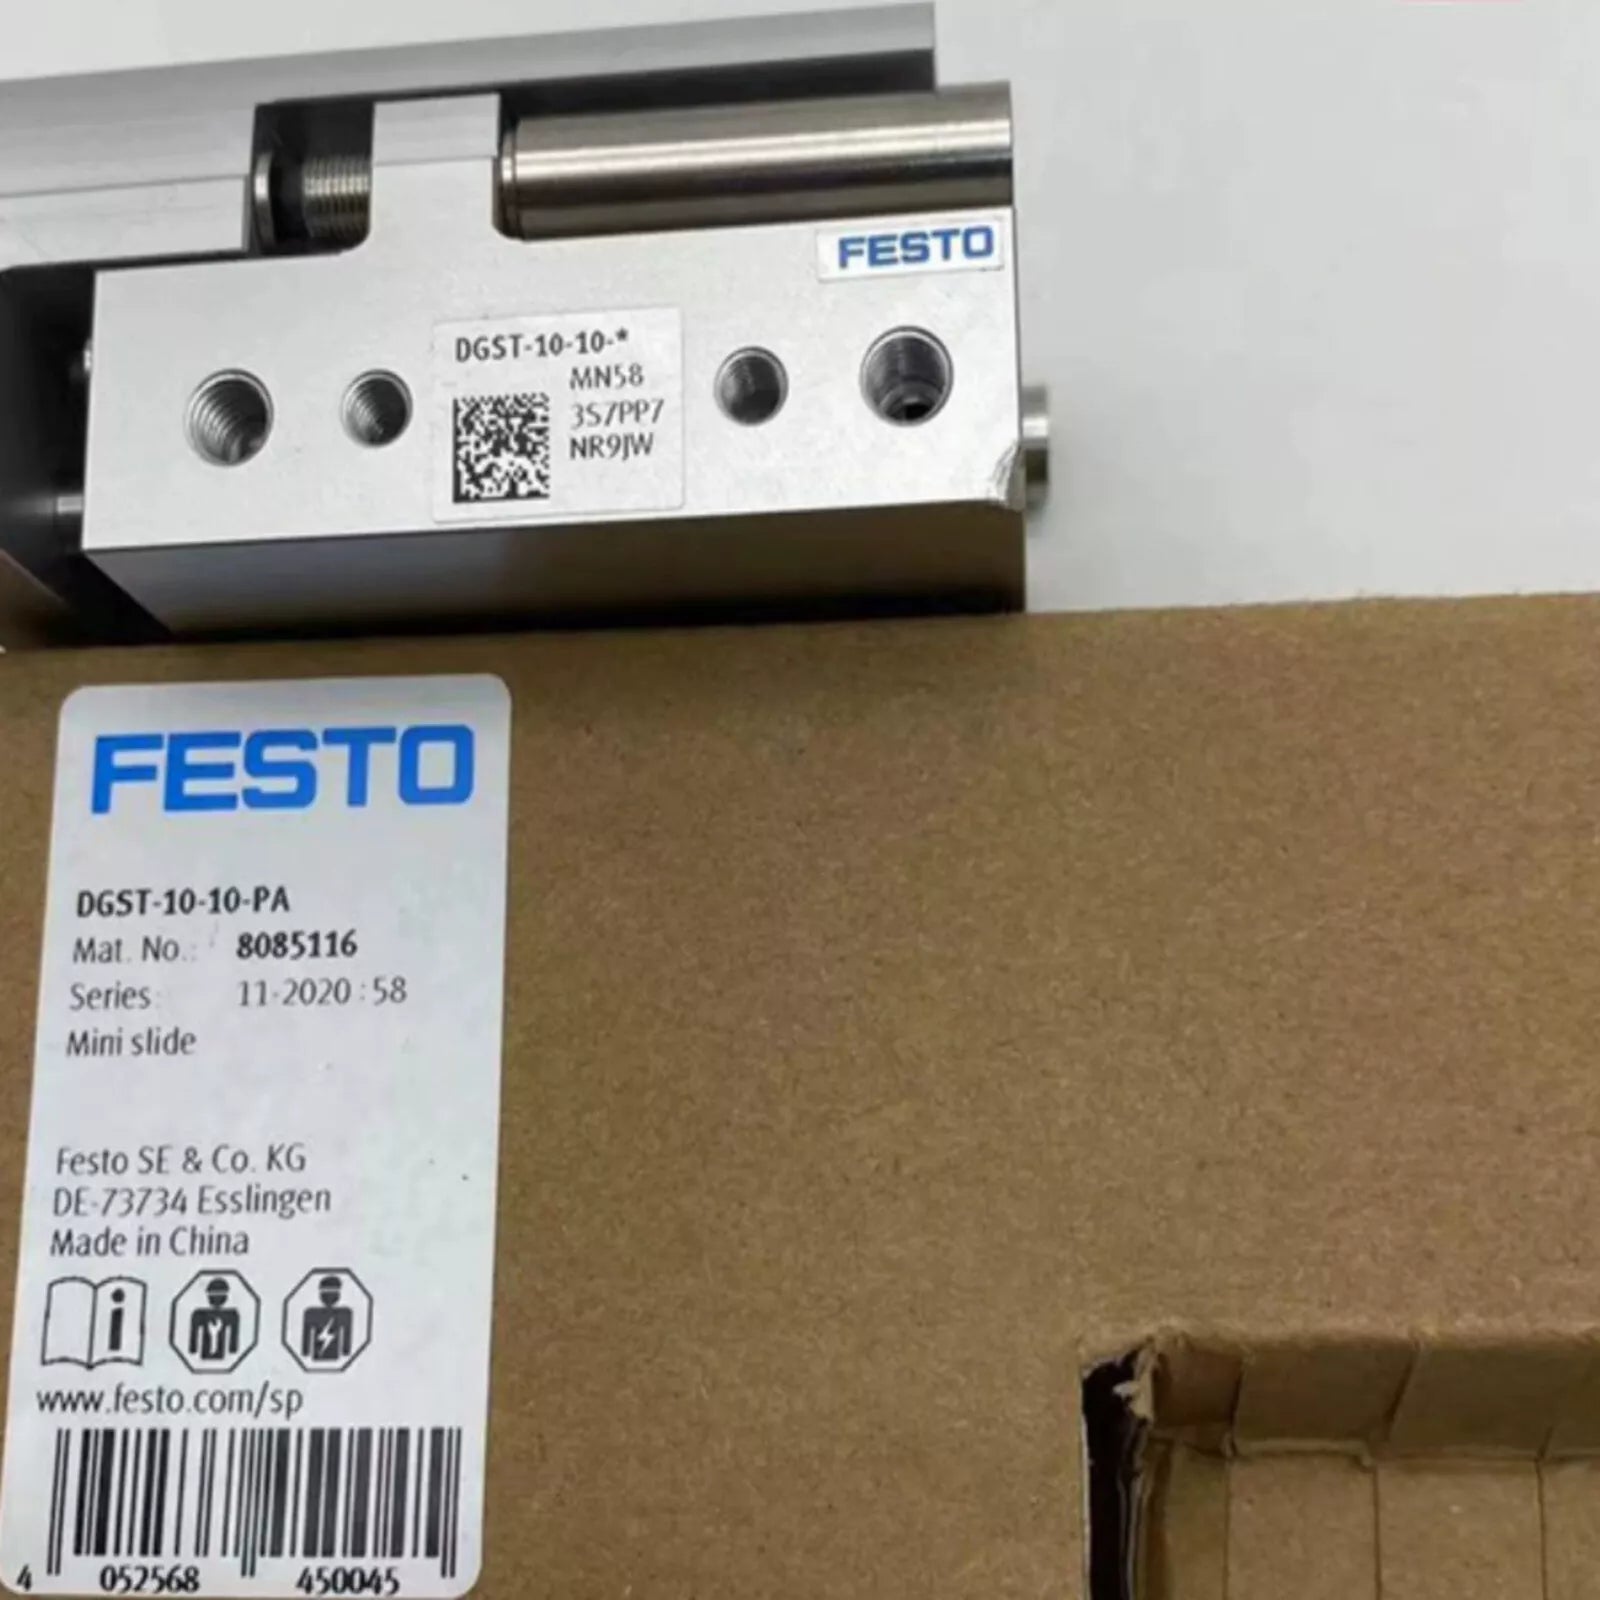 FESTO
DGST-10-10-*
MN58
3S7PP7
NR9JW
FESTO
DGST-10-10-PA
Mat. No.: 8085116
Series: 11-2020 : 58
Mini slide
Festo SE & Co. KG
DE-73734 Esslingen
Made in China
www.festo.com/sp
4 052568 450045